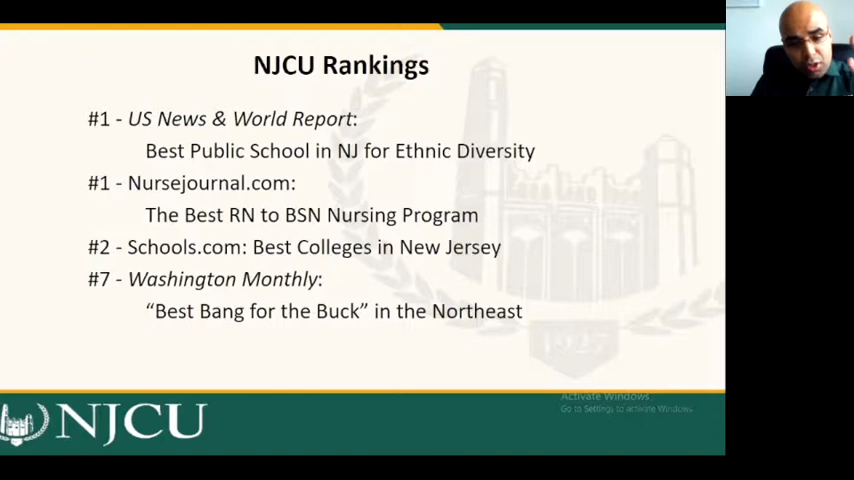 NJCU Rankings
#1 - US News & World Report:
Best Public School in NJ for Ethnic Diversity
#1 - Nursejournal.com:
The Best RN to BSN Nursing Program
#2 - Schools.com: Best Colleges in New Jersey
#7 - Washington Monthly:
“Best Bang for the Buck” in the Northeast
1927
Activate Windows
Go to Settings to activate Windows.
NJCU